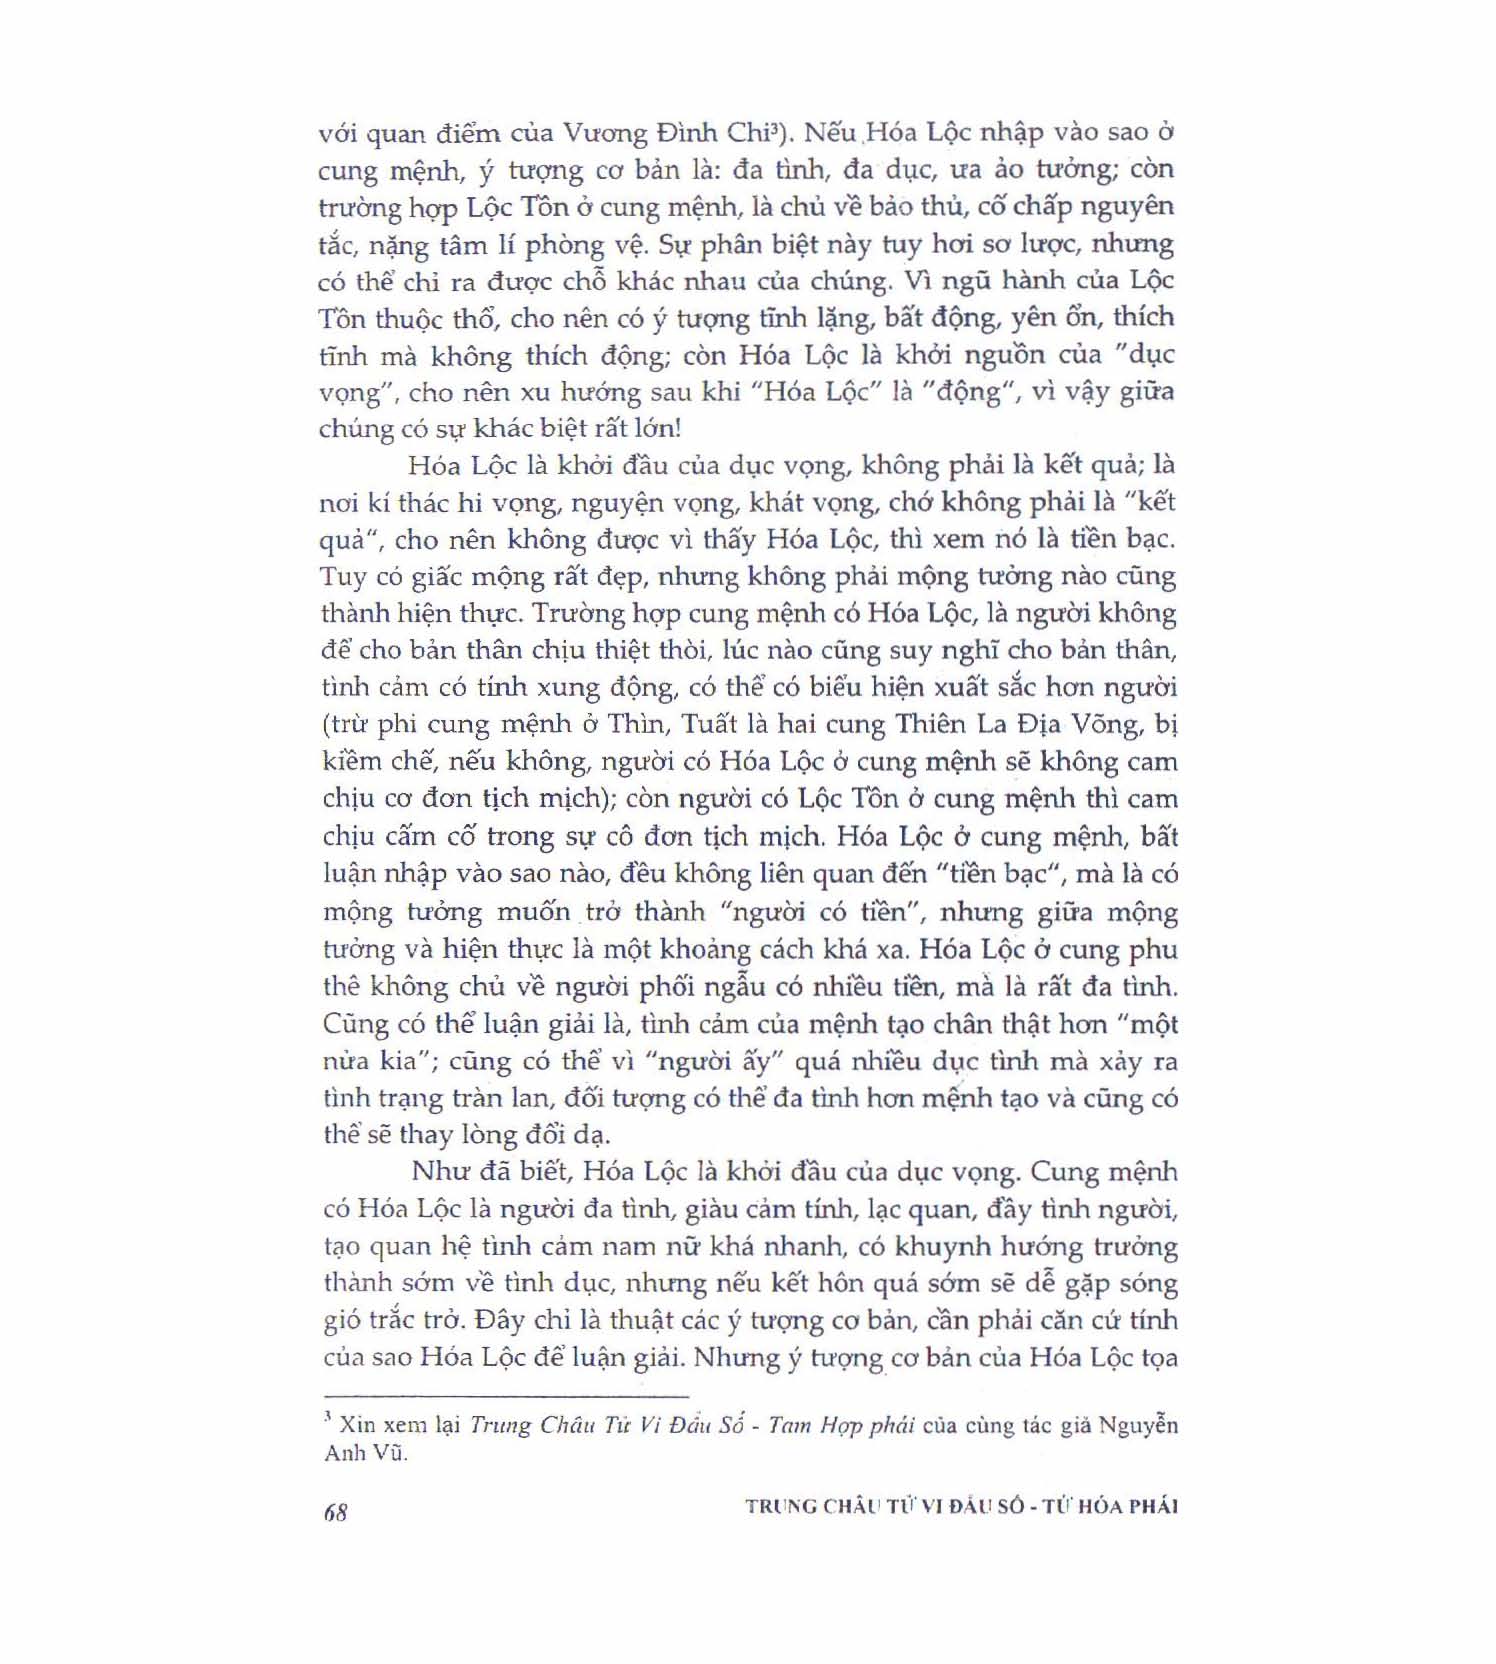 với quan điểm của Vương Đình Chi³). Nếu Hóa Lộc nhập vào sao ở
cung mệnh, ý tượng cơ bản là: đa tình, đa dục, ưa ảo tưởng; còn
trường hợp Lộc Tồn ở cung mệnh, là chủ về bảo thủ, cố chấp nguyên
tắc, nặng tâm lí phòng vệ. Sự phân biệt này tuy hơi sơ lược, nhưng
có thể chỉ ra được chỗ khác nhau của chúng. Vì ngũ hành của Lộc
Tồn thuộc thổ, cho nên có ý tượng tĩnh lặng, bất động, yên ổn, thích
tĩnh mà không thích động; còn Hóa Lộc là khởi nguồn của "dục
vọng", cho nên xu hướng sau khi "Hóa Lộc" là "động", vì vậy giữa
chúng có sự khác biệt rất lớn!
Hóa Lộc là khởi đầu của dục vọng, không phải là kết quả; là
nơi kí thác hi vọng, nguyện vọng, khát vọng, chớ không phải là "kết
quả", cho nên không được vì thấy Hóa Lộc, thì xem nó là tiền bạc.
Tuy có giấc mộng rất đẹp, nhưng không phải mộng tưởng nào cũng
thành hiện thực. Trường hợp cung mệnh có Hóa Lộc, là người không
để cho bản thân chịu thiệt thòi, lúc nào cũng suy nghĩ cho bản thân,
tình cảm có tính xung động, có thể có biểu hiện xuất sắc hơn người
(trừ phi cung mệnh ở Thìn, Tuất là hai cung Thiên La Địa Võng, bị
kiềm chế, nếu không, người có Hóa Lộc ở cung mệnh sẽ không cam
chịu cơ đơn tịch mịch); còn người có Lộc Tồn ở cung mệnh thì cam
chịu cấm cố trong sự cô đơn tịch mịch. Hóa Lộc ở cung mệnh, bất
luận nhập vào sao nào, đều không liên quan đến "tiền bạc", mà là có
mộng tưởng muốn trở thành "người có tiền", nhưng giữa mộng
tưởng và hiện thực là một khoảng cách khá xa. Hóa Lộc ở cung phu
thê không chủ về người phối ngẫu có nhiều tiền, mà là rất đa tình.
Cũng có thể luận giải là, tình cảm của mệnh tạo chân thật hơn "một
nửa kia"; cũng có thể vì "người ấy" quá nhiều dục tình mà xảy ra
tình trạng tràn lan, đối tượng có thể đa tình hơn mệnh tạo và cũng có
thể sẽ thay lòng đổi dạ.
Như đã biết, Hóa Lộc là khởi đầu của dục vọng. Cung mệnh
có Hóa Lộc là người đa tình, giàu cảm tính, lạc quan, đầy tình người,
tạo quan hệ tình cảm nam nữ khá nhanh, có khuynh hướng trưởng
thành sớm về tình dục, nhưng nếu kết hôn quá sớm sẽ dễ gặp sóng
gió trắc trở. Đây chỉ là thuật các ý tượng cơ bản, cần phải căn cứ tính
của sao Hóa Lộc để luận giải. Nhưng ý tượng cơ bản của Hóa Lộc tọa
³ Xin xem lại Trung Châu Tử Vi Đẩu Số - Tam Hợp phái của cùng tác giả Nguyễn
Anh Vũ.
68 TRUNG CHÂU TỬ VI ĐẨU SỐ - TỨ HÓA PHÁI